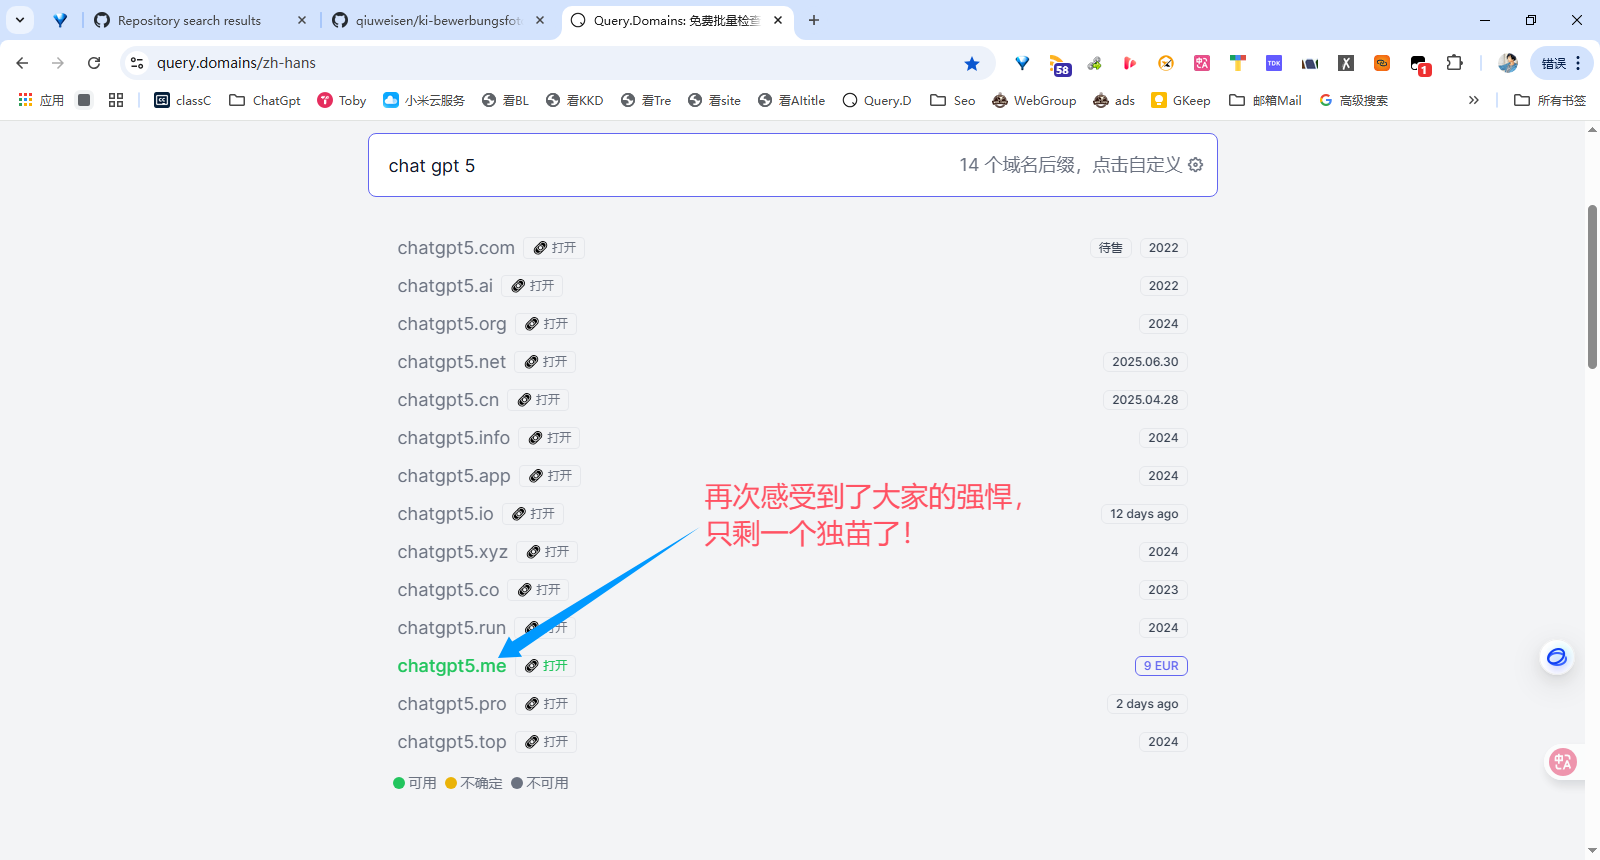 Repository search results
qiuweisen/ki-bewerbungsfot
Query.Domains: 免费批量检查
query.domains/zh-hans
58
TDK
1
错误
应用
classC
ChatGpt
Toby
小米云服务
看BL
看KKD
看Tre
看site
看AItitle
Query.D
Seo
WebGroup
ads
GKeep
邮箱Mail
高级搜索
所有书签
chat gpt 5
14 个域名后缀，点击自定义
chatgpt5.com 打开 待售 2022
chatgpt5.ai 打开 2022
chatgpt5.org 打开 2024
chatgpt5.net 打开 2025.06.30
chatgpt5.cn 打开 2025.04.28
chatgpt5.info 打开 2024
chatgpt5.app 打开 2024
再次感受到了大家的强悍，
只剩一个独苗了！
chatgpt5.io 打开 12 days ago
chatgpt5.xyz 打开 2024
chatgpt5.co 打开 2023
chatgpt5.run 打开 2024
chatgpt5.me 打开 9 EUR
chatgpt5.pro 打开 2 days ago
chatgpt5.top 打开 2024
可用 不确定 不可用